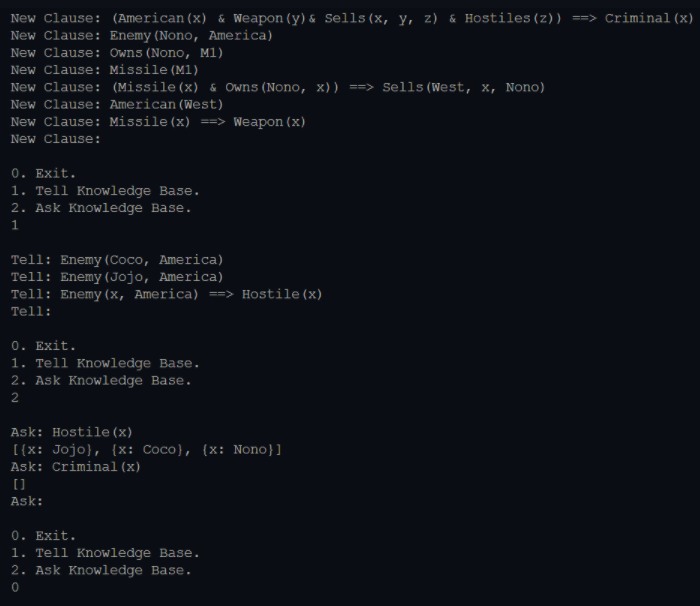 New Clause: (American(x) & Weapon(y)& Sells(x, y, z) & Hostiles(z)) ==> Criminal(x)
New Clause: Enemy(Nono, America)
New Clause: Owns(Nono, M1)
New Clause: Missile(M1)
New Clause: (Missile(x) & Owns(Nono, x)) ==> Sells(West, x, Nono)
New Clause: American(West)
New Clause: Missile(x) ==> Weapon(x)
New Clause:
0. Exit.
1. Tell Knowledge Base.
2. Ask Knowledge Base.
1
Tell: Enemy(Coco, America)
Tell: Enemy(Jojo, America)
Tell: Enemy(x, America) ==> Hostile(x)
Tell:
0. Exit.
1. Tell Knowledge Base.
2. Ask Knowledge Base.
2
Ask: Hostile(x)
[{x: Jojo}, {x: Coco}, {x: Nono}]
Ask: Criminal(x)
[]
Ask:
0. Exit.
1. Tell Knowledge Base.
2. Ask Knowledge Base.
0